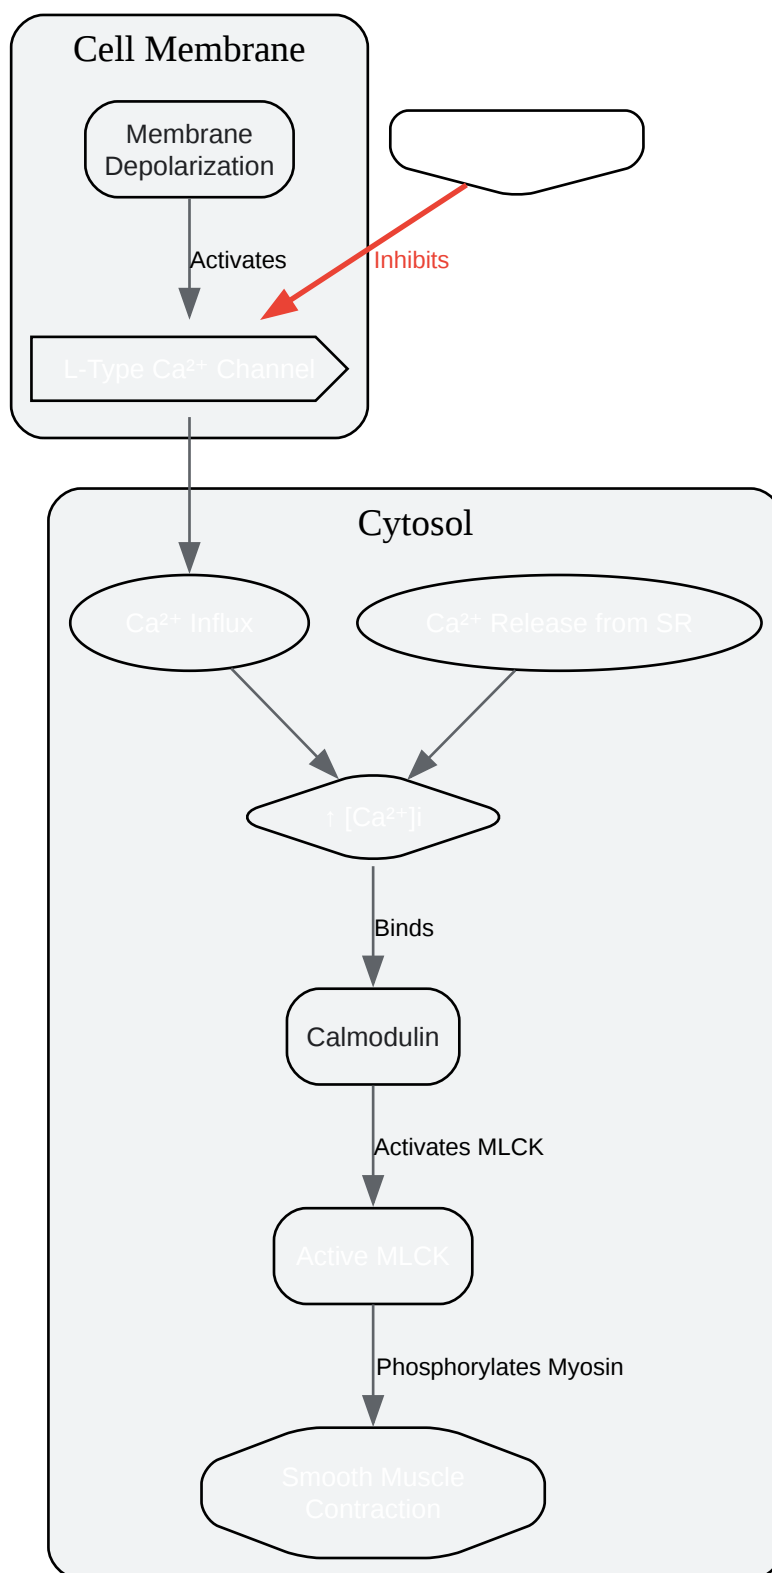 Cell Membrane
Membrane
Depolarization
Activates
Inhibits
L-Type Ca²⁺ Channel
Cytosol
Ca²⁺ Influx
Ca²⁺ Release from SR
↑ [Ca²⁺]i
Binds
Calmodulin
Activates MLCK
Active MLCK
Phosphorylates Myosin
Smooth Muscle
Contraction